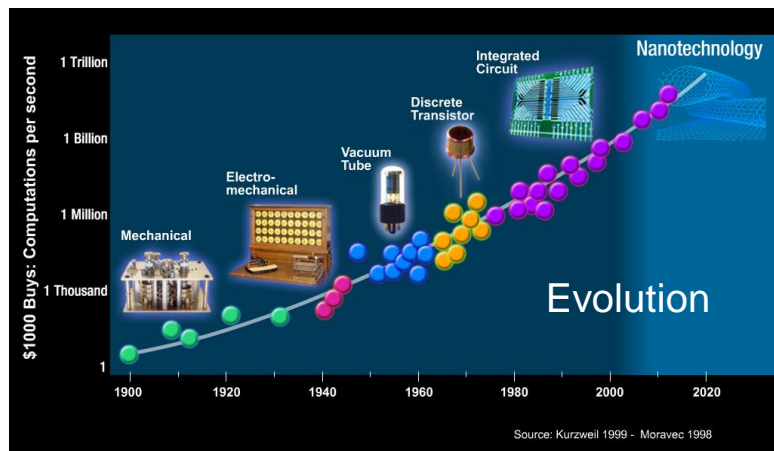 Nanotechnology
Integrated
Circuit
Discrete
Transistor
Vacuum
Tube
Electro-
mechanical
Mechanical
$1000 Buys: Computations per second
1 Trillion
1 Billion
1 Million
1 Thousand
1
Evolution
1900
1920
1940
1960
1980
2000
2020
Source: Kurzweil 1999 - Moravec 1998